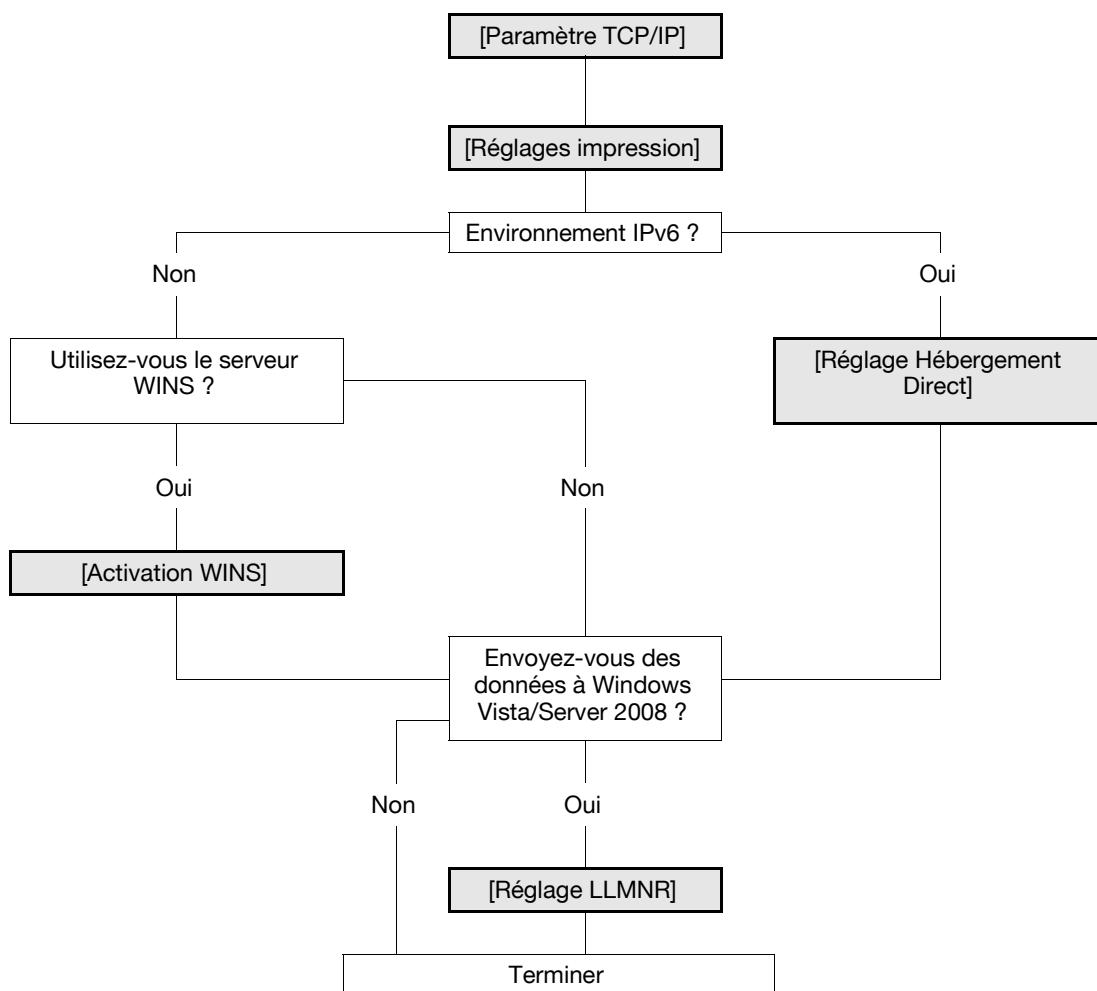 [Paramètre TCP/IP]
[Réglages impression]
Environnement IPv6 ?
Non
Oui
Utilisez-vous le serveur
WINS ?
[Réglage Hébergement
Direct]
Oui
Non
[Activation WINS]
Envoyez-vous des
données à Windows
Vista/Server 2008 ?
Non
Oui
[Réglage LLMNR]
Terminer